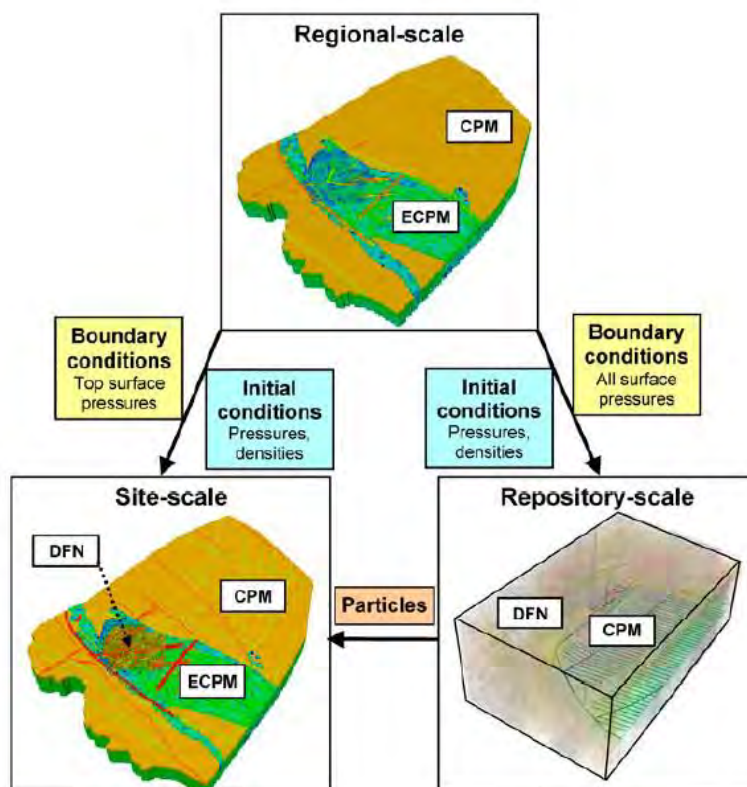 Regional-scale
CPM
ECPM
Boundary
conditions
Top surface
pressures
Initial
conditions
Pressures,
densities
Initial
conditions
Pressures,
densities
Boundary
conditions
All surface
pressures
Site-scale
DFN
CPM
ECPM
Particles
Repository-scale
DFN
CPM